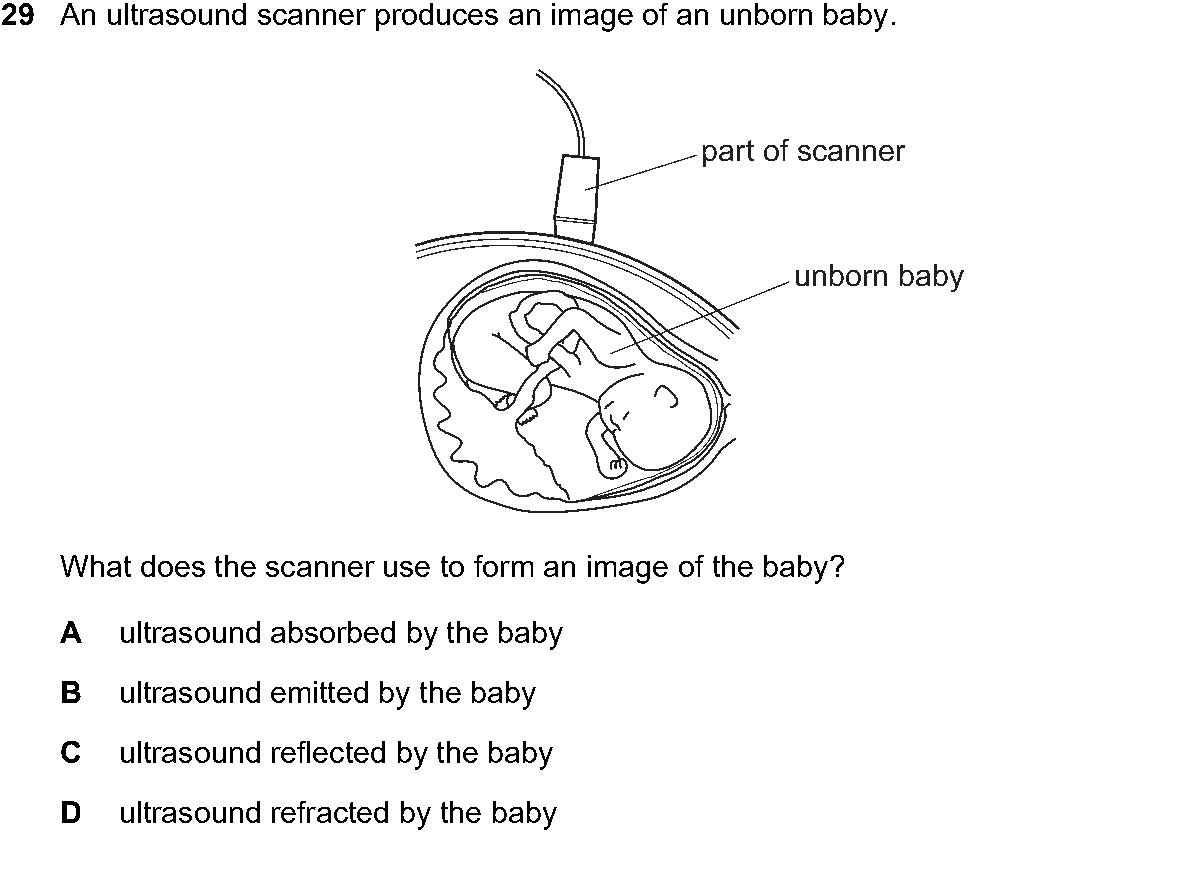 29 An ultrasound scanner produces an image of an unborn baby.
part of scanner
unborn baby
What does the scanner use to form an image of the baby?
A ultrasound absorbed by the baby
B ultrasound emitted by the baby
C ultrasound reflected by the baby
D ultrasound refracted by the baby